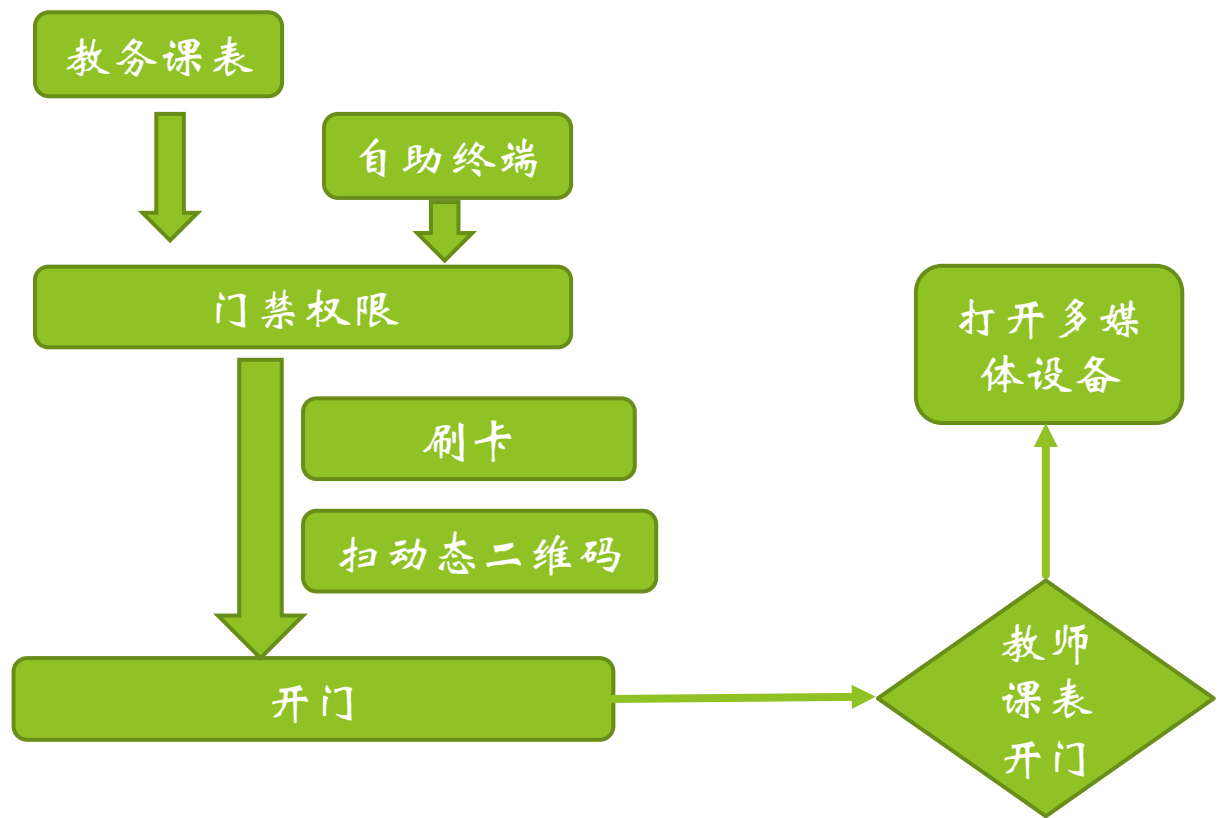 教务课表
自助终端
门禁权限
刷卡
扫动态二维码
开门
打开多媒
体设备
教师
课表
开门